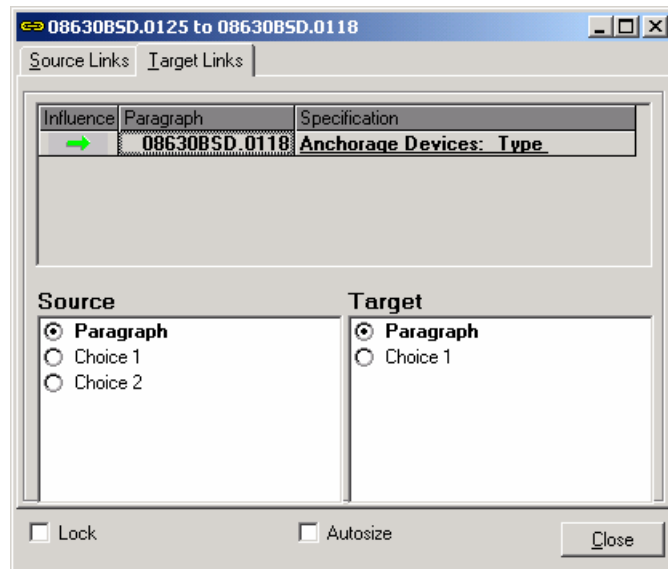 08630BSD.0125 to 08630BSD.0118
Source Links Target Links
Influence Paragraph Specification
08630BSD.0118 Anchorage Devices: Type
Source Target
Paragraph Paragraph
Choice 1 Choice 1
Choice 2
Lock Autosize Close